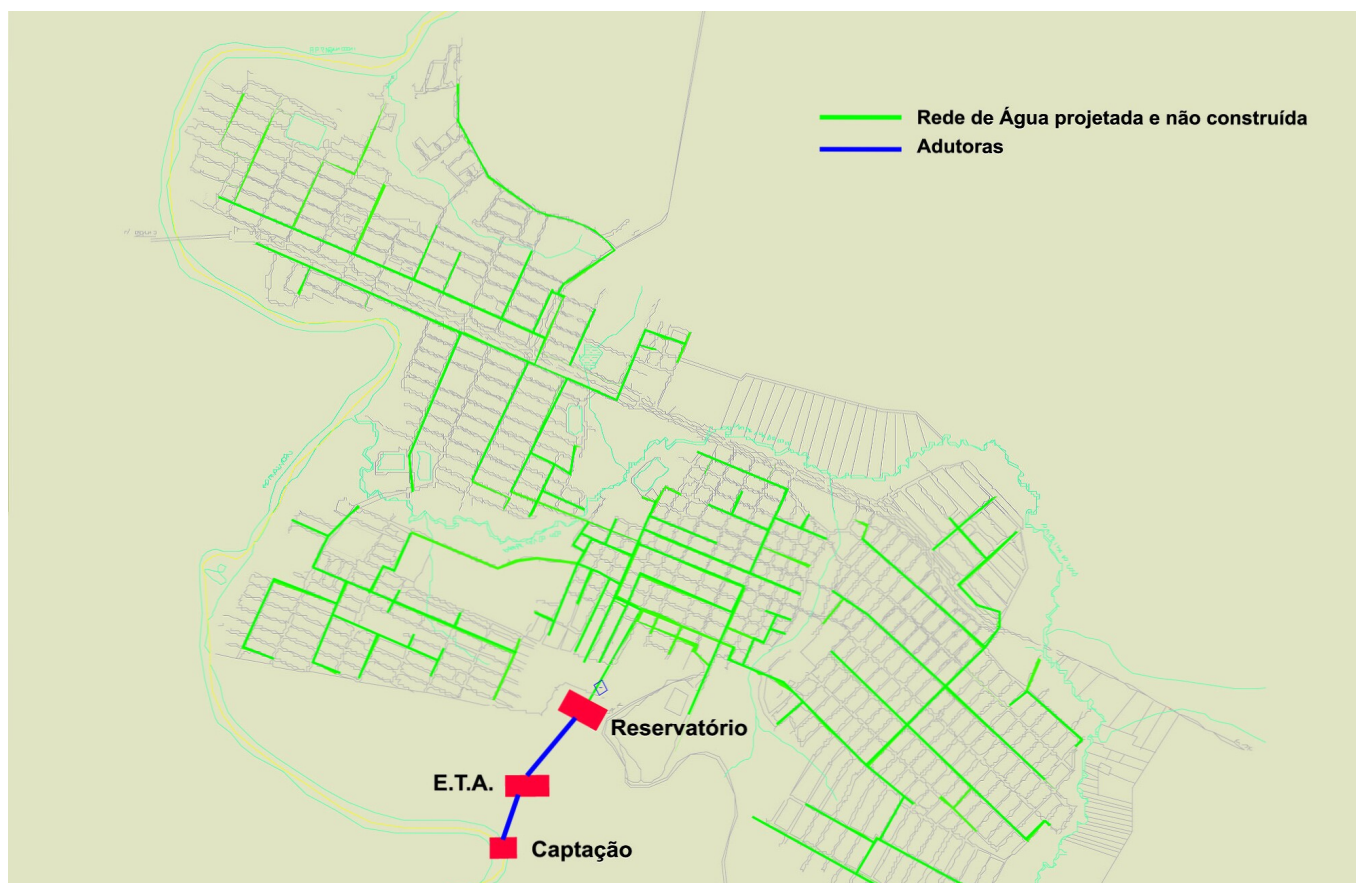 Rede de Água projetada e não construída
Adutoras
Reservatório
E.T.A.
Captação